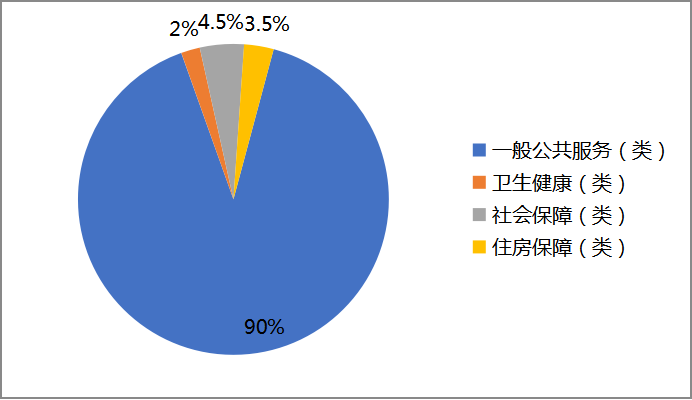 2%
4.5%
3.5%
90%
一般公共服务（类）
卫生健康（类）
社会保障（类）
住房保障（类）